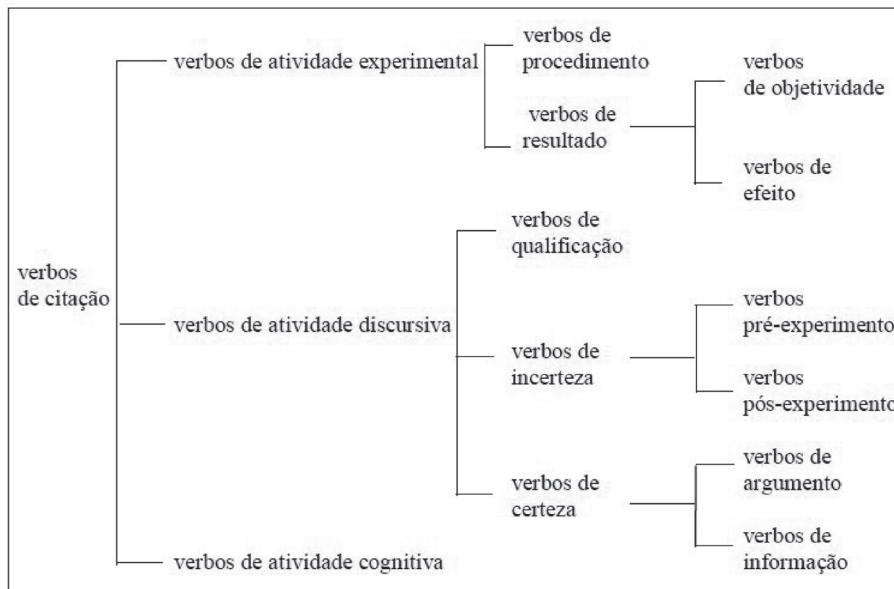 verbos de
procedimento
verbos de atividade experimental
verbos
de objetividade
verbos de
resultado
verbos de
efeito
verbos de
qualificação
verbos
de citação
verbos de atividade discursiva
verbos
pré-experimento
verbos de
incerteza
verbos
pós-experimento
verbos de
argumento
verbos de
certeza
verbos de
informação
verbos de atividade cognitiva